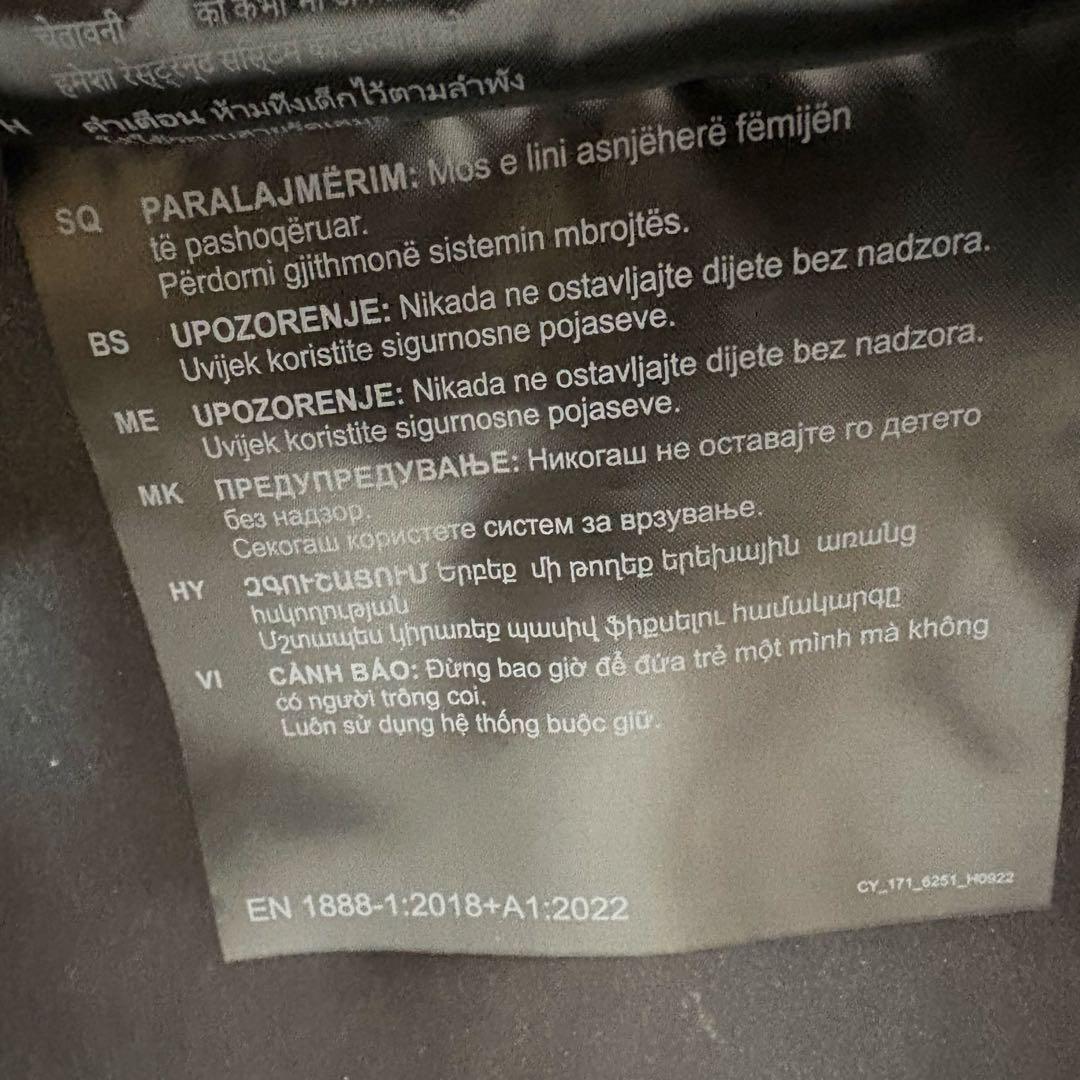 चेतावनी
हमेशा रेस्ट्रेन्ट सिस्टम का
คำเตือน ห้ามทิ้งเด็กไว้ตามลำพัง
SQ PARALAJMËRIM: Mos e lini asnjëherë fëmijën
të pashoqëruar.
Përdorni gjithmonë sistemin mbrojtës.
BS UPOZORENJE: Nikada ne ostavljajte dijete bez nadzora.
Uvijek koristite sigurnosne pojaseve.
ME UPOZORENJE: Nikada ne ostavljajte dijete bez nadzora.
Uvijek koristite sigurnosne pojaseve.
MK ПРЕДУПРЕДУВАЊЕ: Никогаш не оставајте го детето
без надзор.
Секогаш користете систем за врзување.
HY ԶԳՈՒՇԱՑՈՒՄ Երբեք մի թողեք երեխային առանց
հսկողության
Մշտապես կիրառեք պասիվ ֆիքսելու համակարգը
VI CẢNH BÁO: Đừng bao giờ để đứa trẻ một mình mà không
có người trông coi.
Luôn sử dụng hệ thống buộc giữ.
EN 1888-1:2018+A1:2022
CY_171_6251_H0922